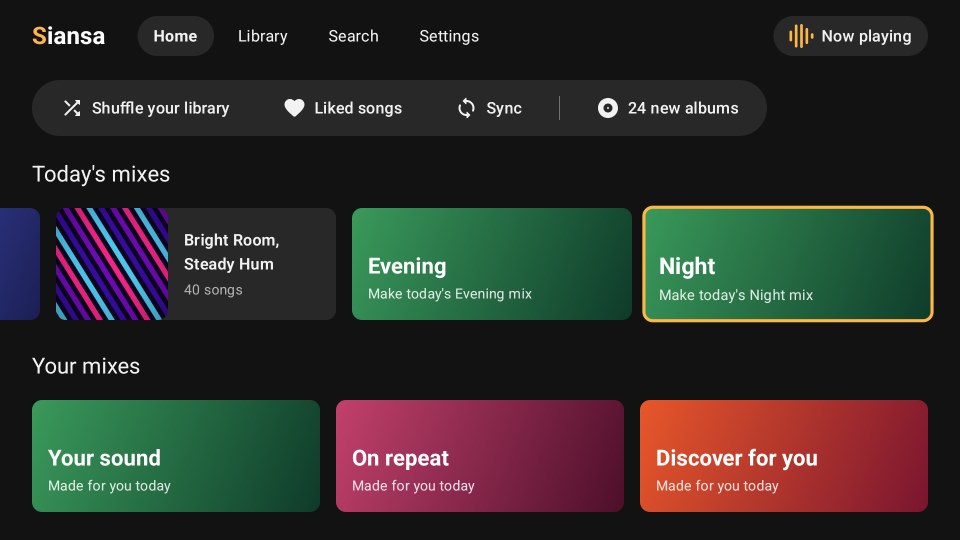 Siansa
Home
Library
Search
Settings
Now playing
Shuffle your library
Liked songs
Sync
24 new albums
Today's mixes
Bright Room,
Steady Hum
40 songs
Evening
Make today's Evening mix
Night
Make today's Night mix
Your mixes
Your sound
Made for you today
On repeat
Made for you today
Discover for you
Made for you today